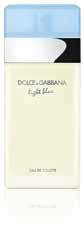 DOLCE & GABBANA
light blue
EAU DE TOILETTE